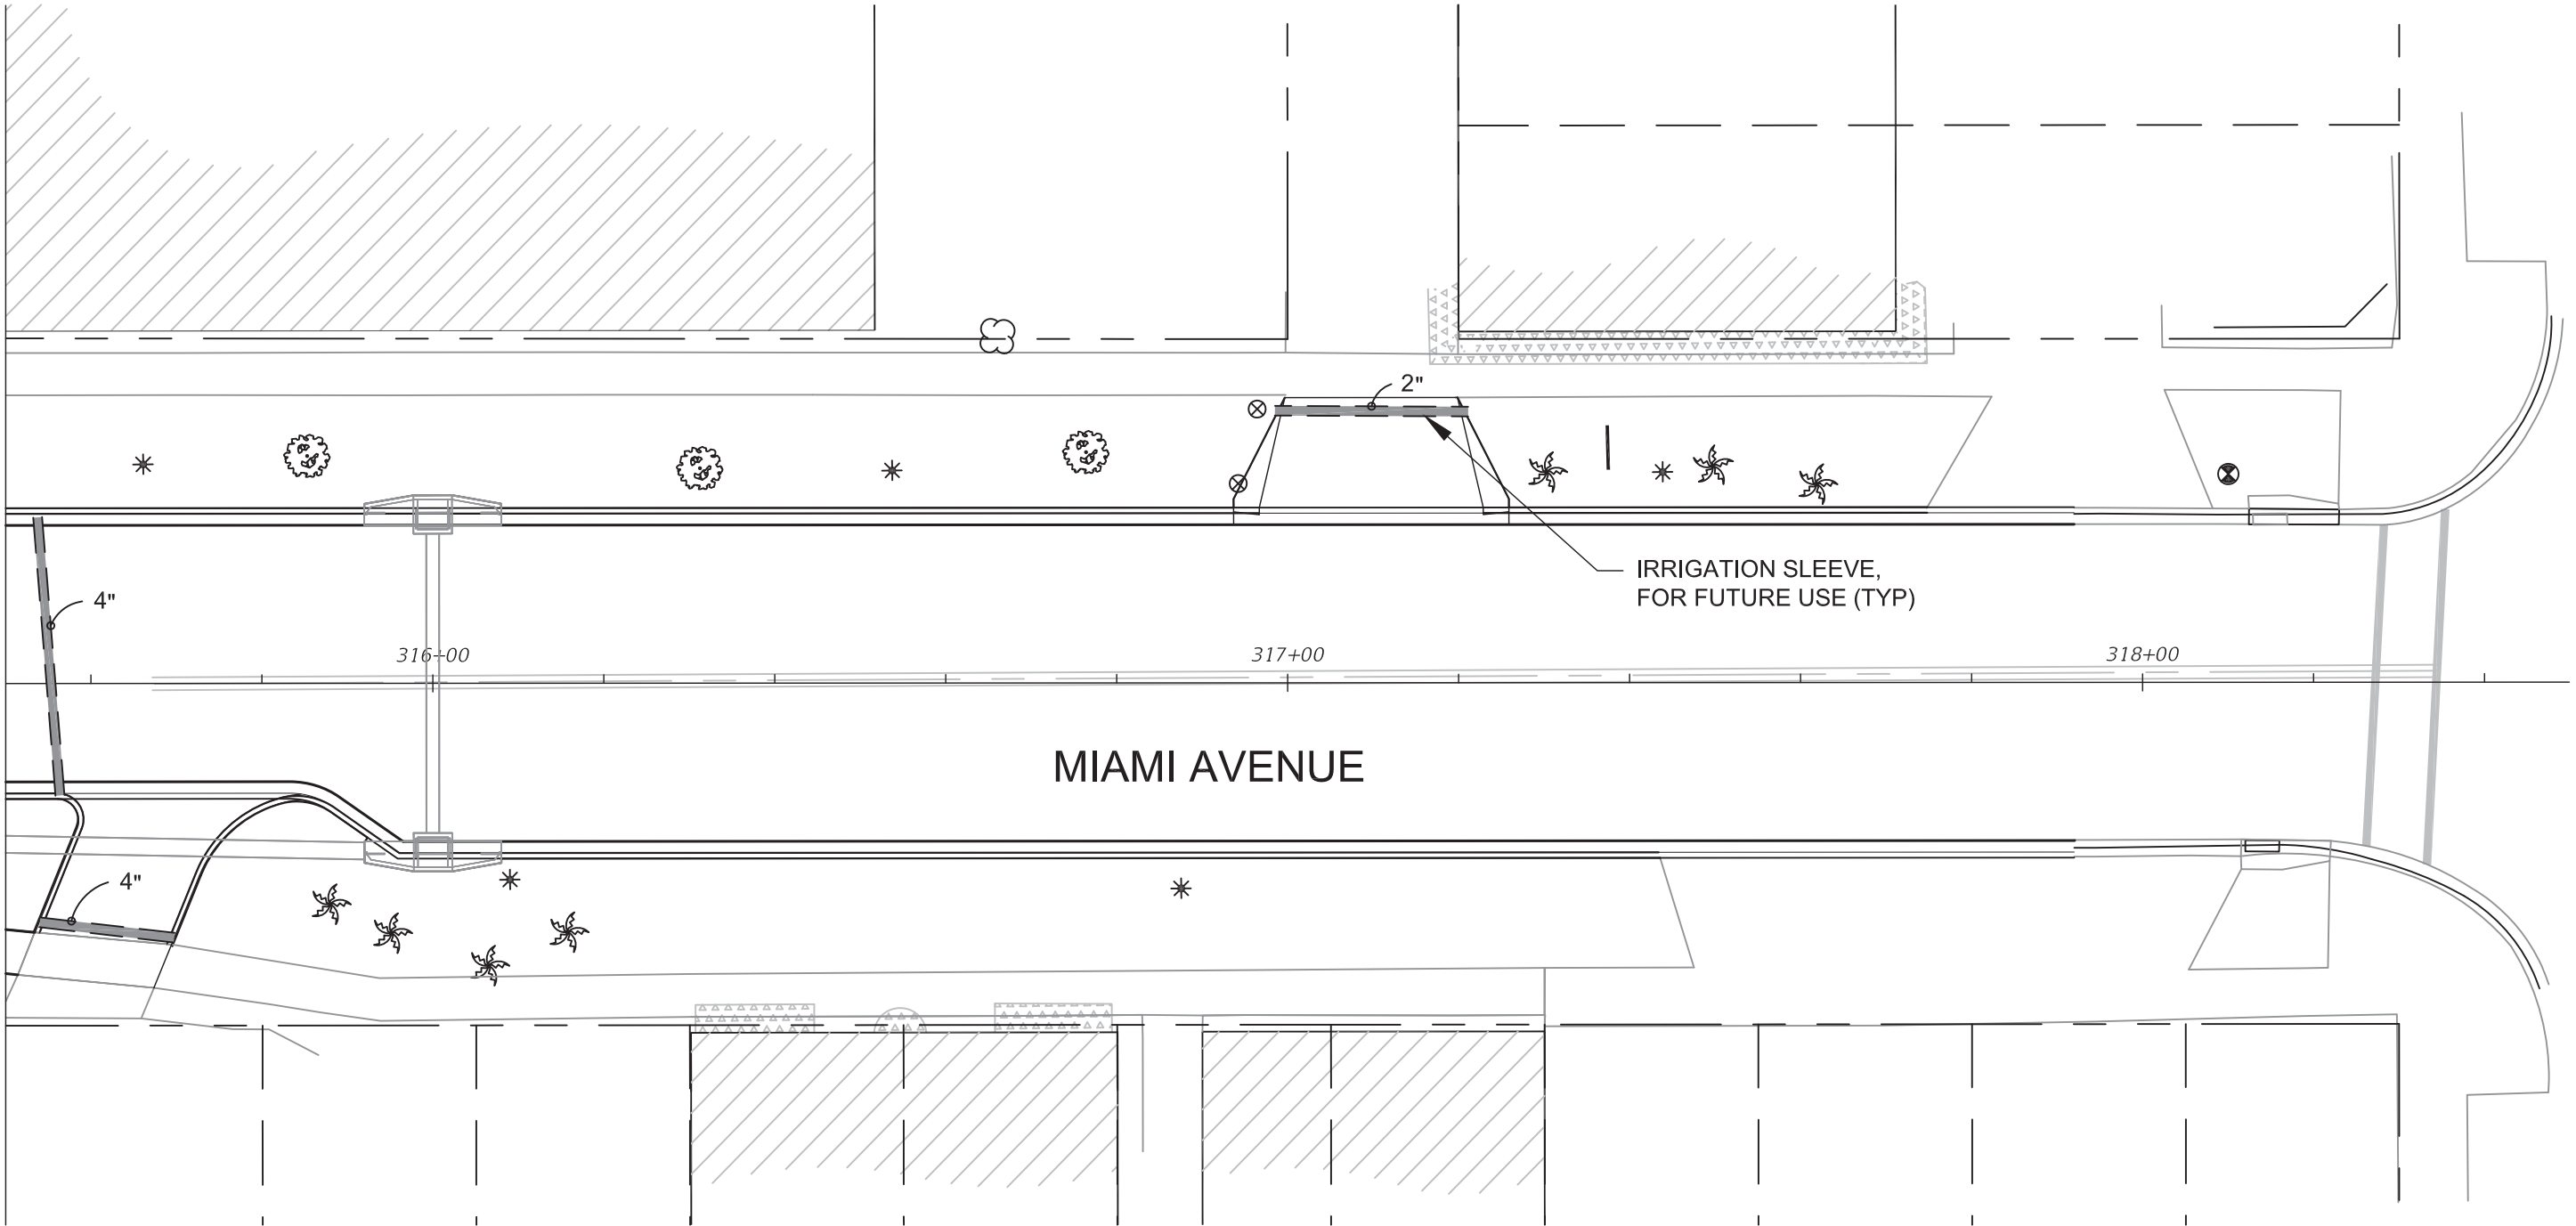 2"
IRRIGATION SLEEVE,
FOR FUTURE USE (TYP)
4"
316+00
317+00
318+00
MIAMI AVENUE
4"